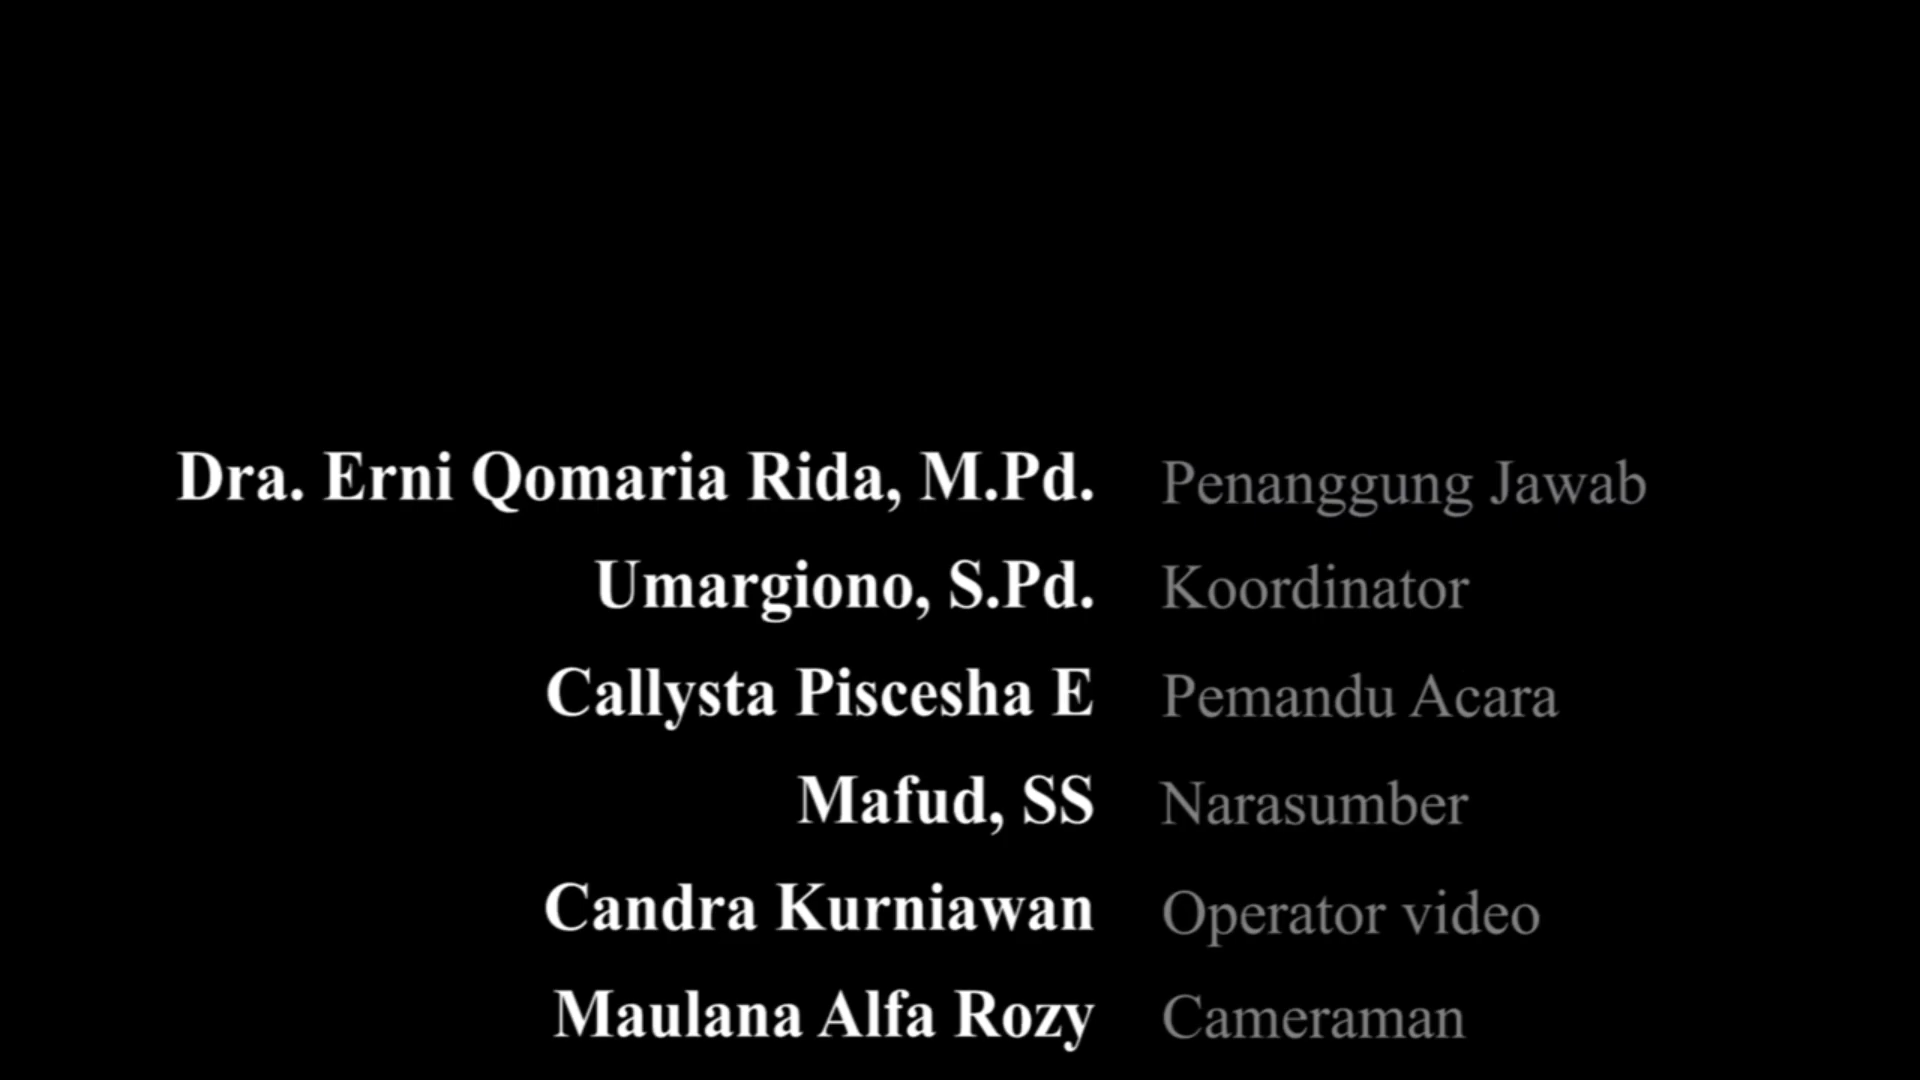 Dra. Erni Qomaria Rida, M.Pd. Penanggung Jawab
Umargiono, S.Pd. Koordinator
Callysta Piscesha E Pemandu Acara
Mafud, SS Narasumber
Candra Kurniawan Operator video
Maulana Alfa Rozy Cameraman